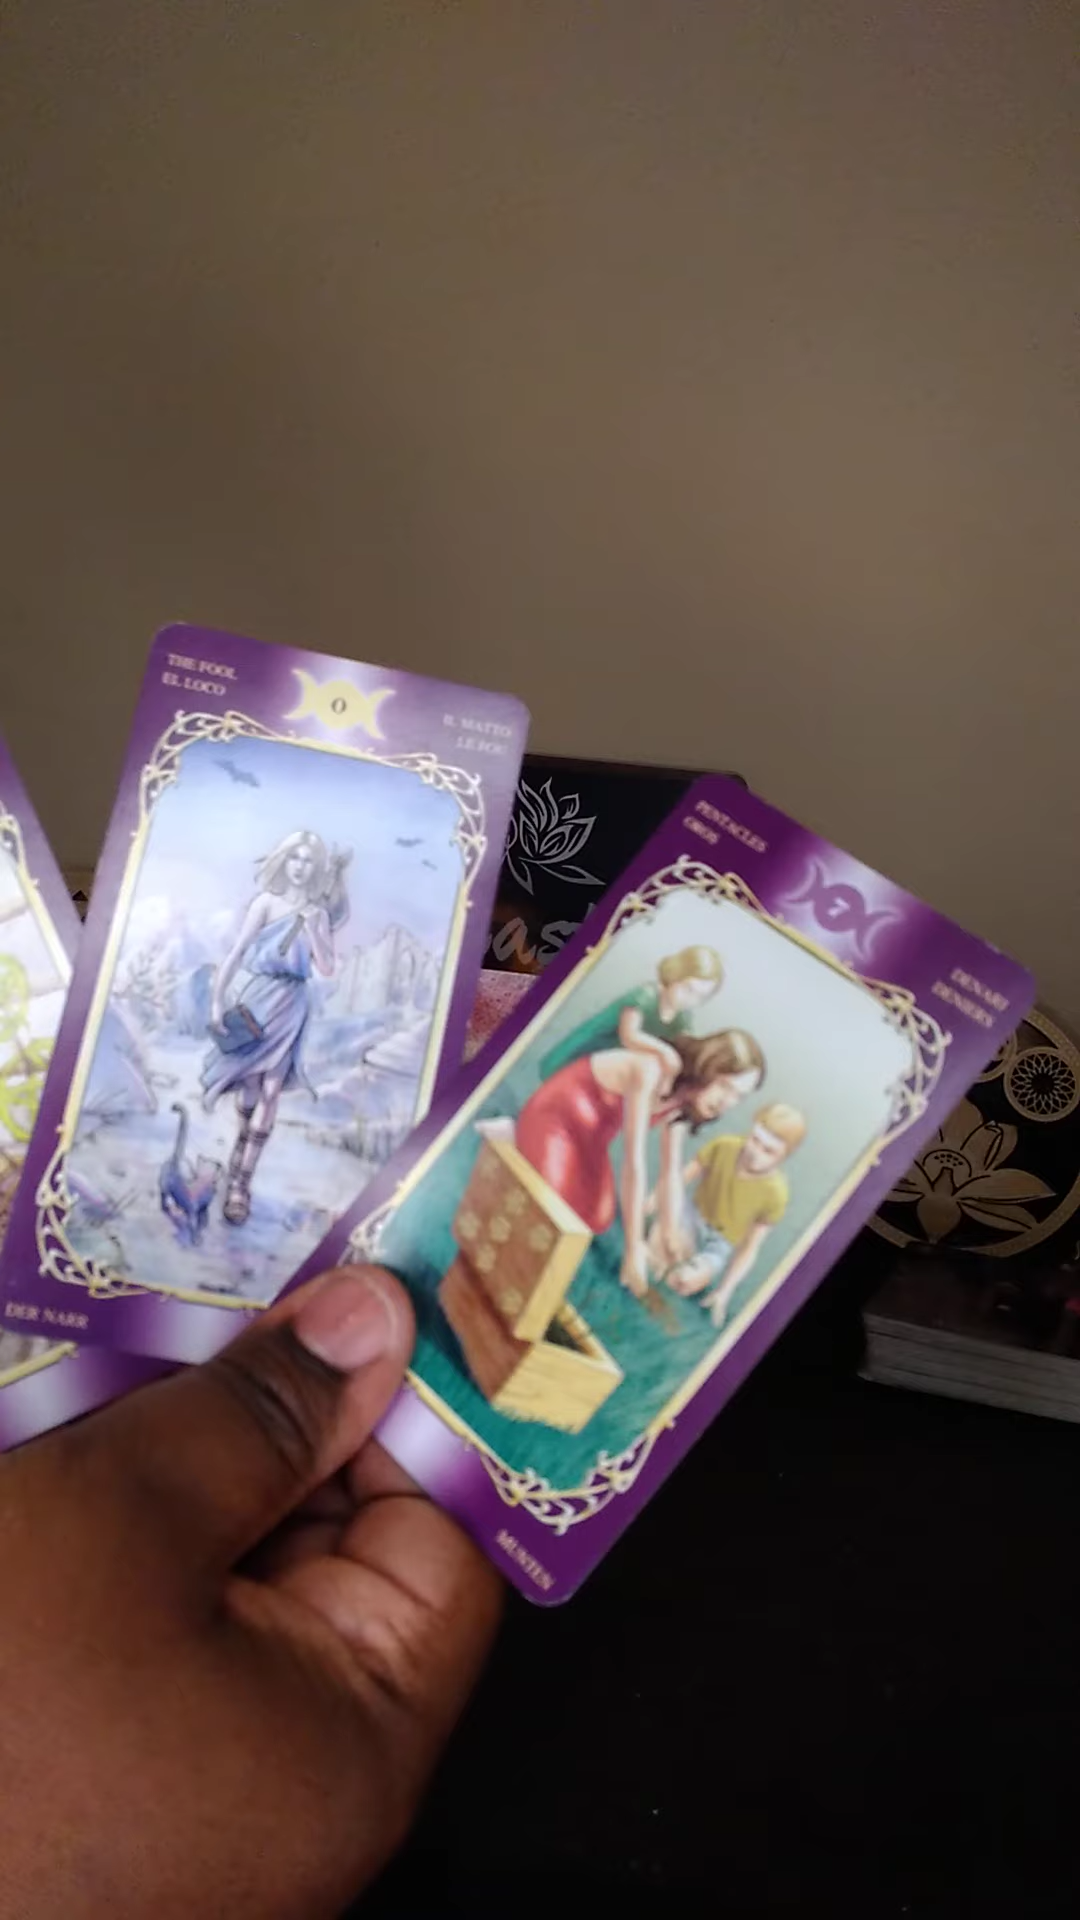 THE FOOL
EL LOCO
0
IL MATTO
LE FOU
DER NARR
PENTACLES
OROS
7
DENARI
DENIERS
MUNTEN